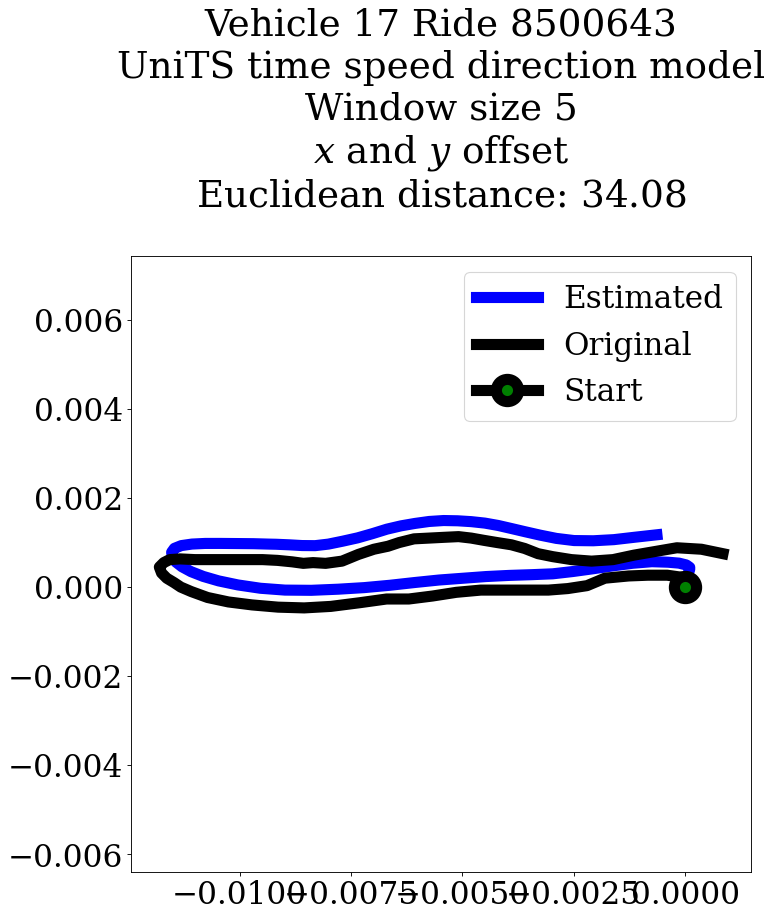 Vehicle 17 Ride 8500643
UniTS time speed direction model
Window size 5
x and y offset
Euclidean distance: 34.08
Estimated
Original
Start
0.006
0.004
0.002
0.000
−0.002
−0.004
−0.006
−0.0100 −0.0075 −0.0050 −0.0025 0.0000